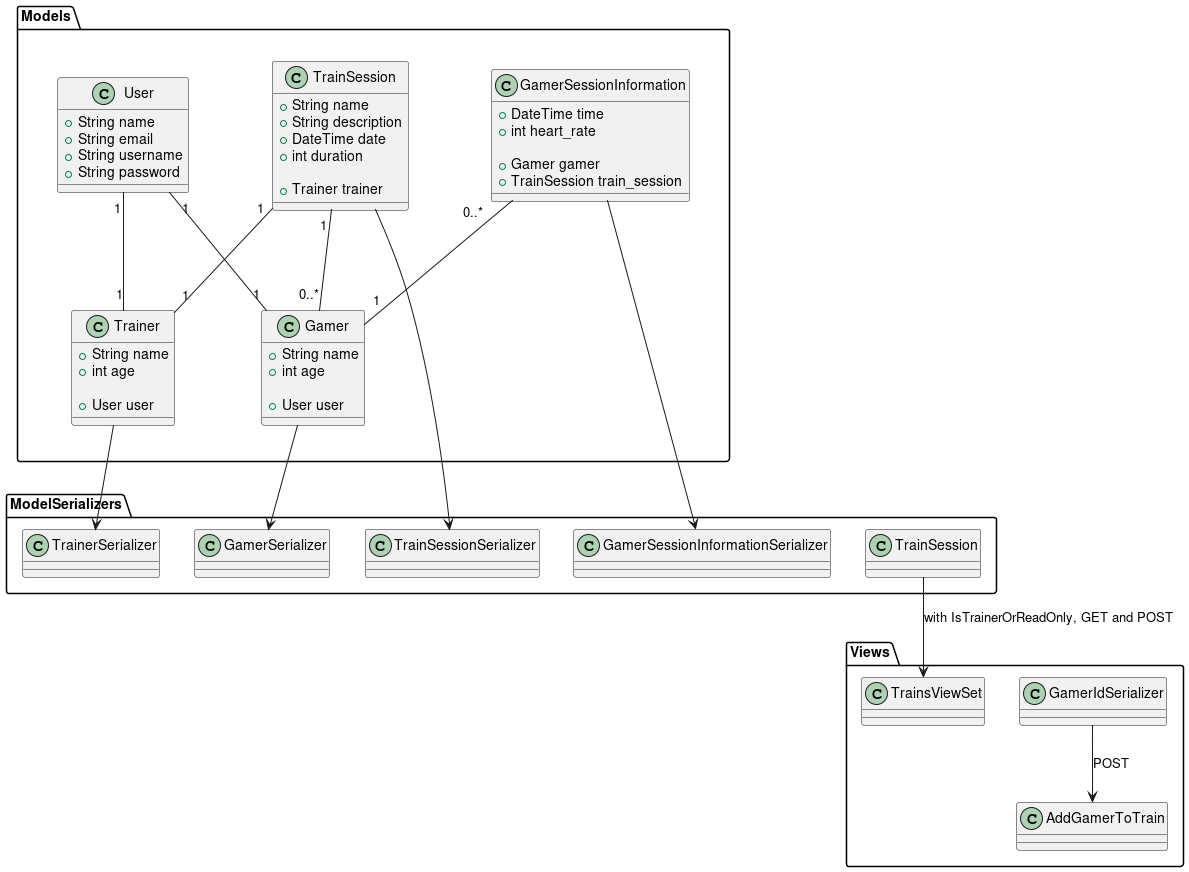 Models
C User
String name
String email
String username
String password
C TrainSession
String name
String description
DateTime date
int duration
Trainer trainer
C GamerSessionInformation
DateTime time
int heart_rate
Gamer gamer
TrainSession train_session
1
1
1
1
0..*
1
1
1
0..*
1
C Trainer
String name
int age
User user
C Gamer
String name
int age
User user
ModelSerializers
C TrainerSerializer
C GamerSerializer
C TrainSessionSerializer
C GamerSessionInformationSerializer
C TrainSession
with IsTrainerOrReadOnly, GET and POST
Views
C TrainsViewSet
C GamerIdSerializer
POST
C AddGamerToTrain